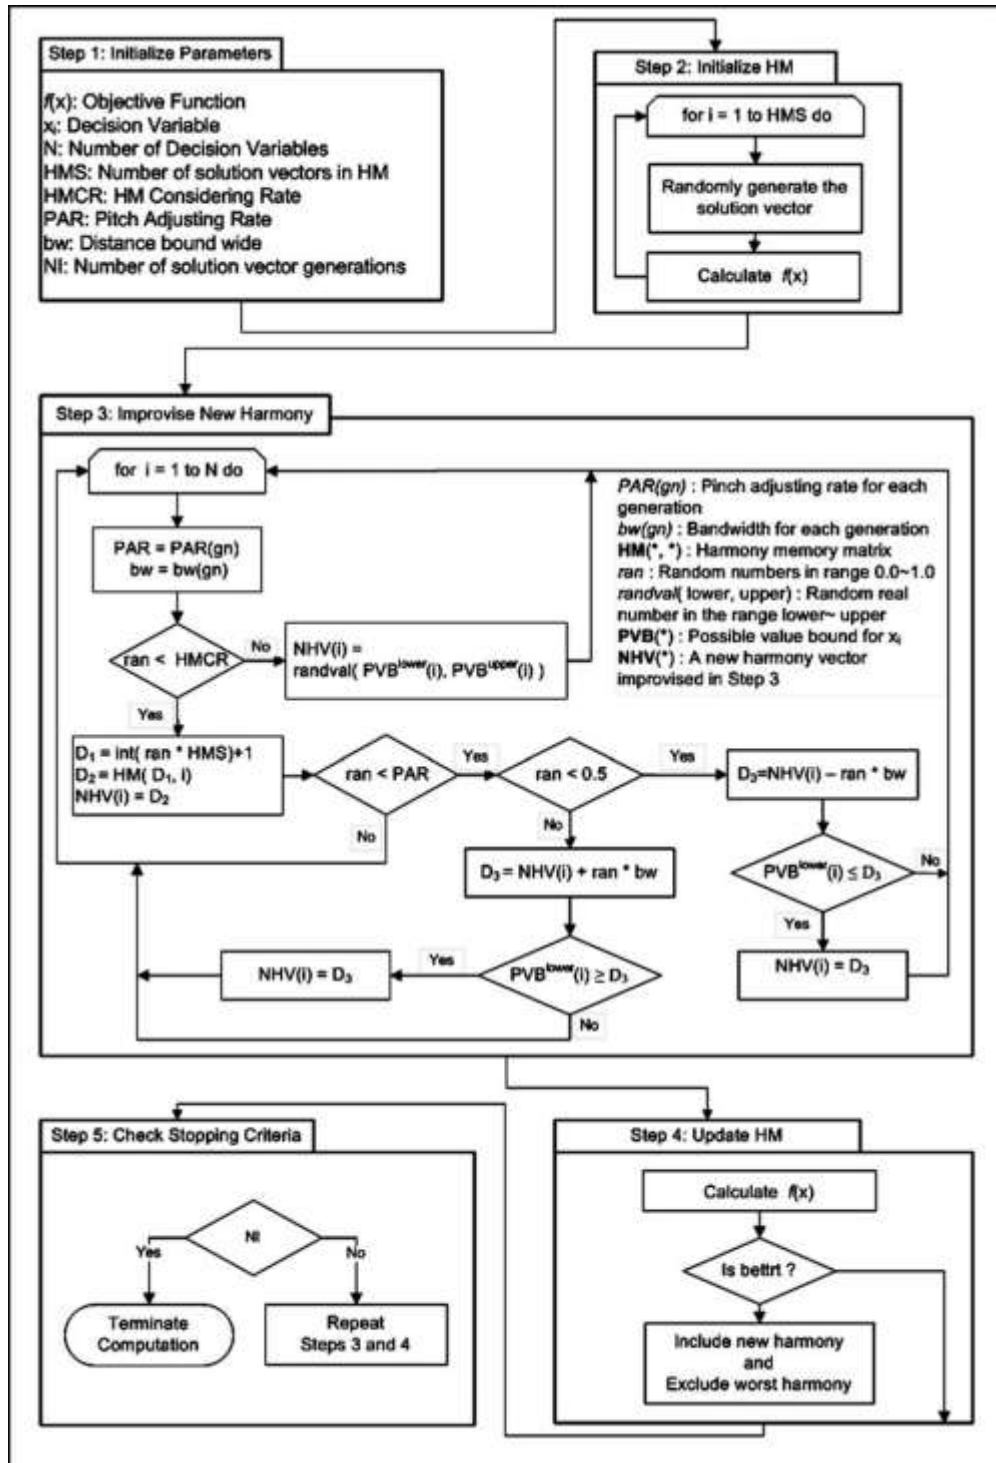 Step 1: Initialize Parameters
f(x): Objective Function
xᵢ: Decision Variable
N: Number of Decision Variables
HMS: Number of solution vectors in HM
HMCR: HM Considering Rate
PAR: Pitch Adjusting Rate
bw: Distance bound wide
NI: Number of solution vector generations
Step 2: Initialize HM
for i = 1 to HMS do
Randomly generate the
solution vector
Calculate f(x)
Step 3: Improvise New Harmony
for i = 1 to N do
PAR = PAR(gn)
bw = bw(gn)
PAR(gn) : Pinch adjusting rate for each
generation
bw(gn) : Bandwidth for each generation
HM(*, *) : Harmony memory matrix
ran : Random numbers in range 0.0~1.0
randval( lower, upper) : Random real
number in the range lower~ upper
PVB(*) : Possible value bound for xᵢ
NHV(*) : A new harmony vector
improvised in Step 3
ran < HMCR
No
NHV(i) =
randval( PVB^lower(i), PVB^upper(i) )
Yes
D₁ = int( ran * HMS)+1
D₂ = HM( D₁, i)
NHV(i) = D₂
ran < PAR
Yes
No
ran < 0.5
Yes
No
D₃=NHV(i) – ran * bw
D₃ = NHV(i) + ran * bw
PVB^lower(i) ≤ D₃
No
Yes
NHV(i) = D₃
PVB^lower(i) ≥ D₃
Yes
No
NHV(i) = D₃
Step 5: Check Stopping Criteria
NI
Yes
No
Terminate
Computation
Repeat
Steps 3 and 4
Step 4: Update HM
Calculate f(x)
Is bettrt ?
Include new harmony
and
Exclude worst harmony